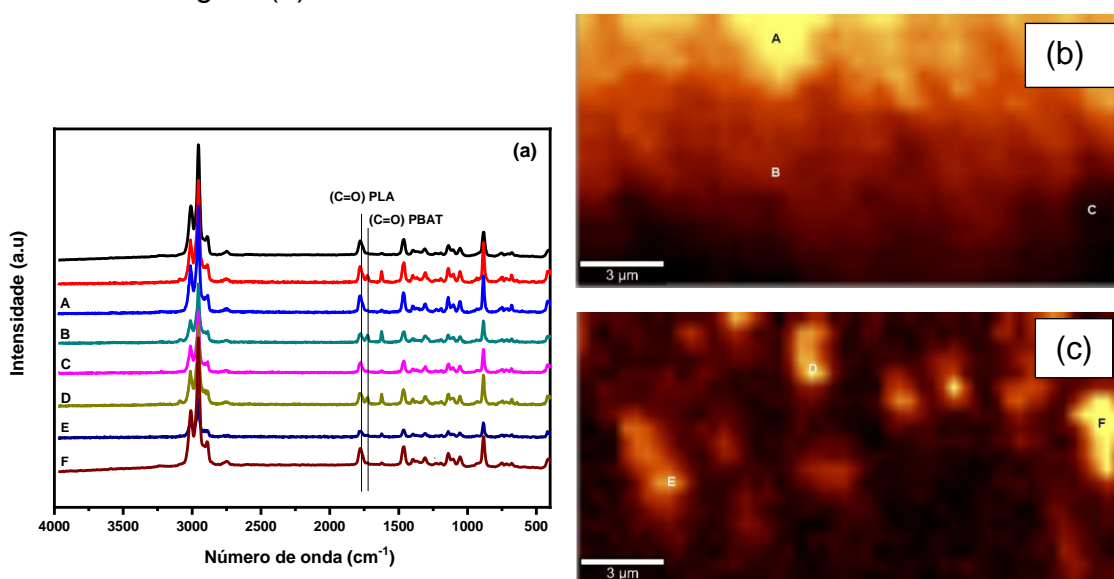 (a)
(C=O) PLA
(C=O) PBAT
A
B
C
D
E
F
Intensidade (a.u)
4000 3500 3000 2500 2000 1500 1000 500
Número de onda (cm-1)
(b)
A
B
C
3 µm
(c)
D
F
E
3 µm